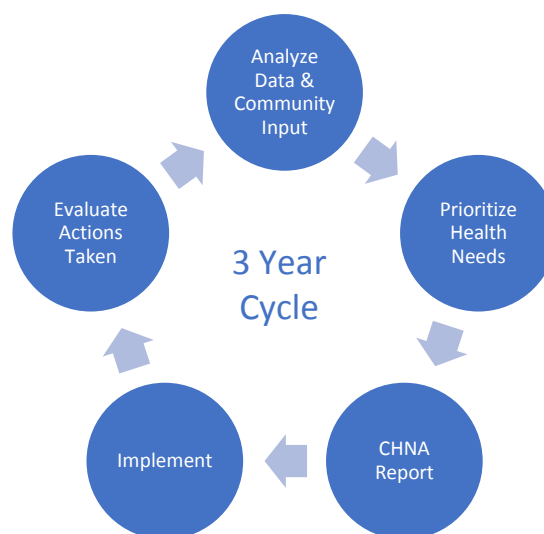 Analyze
Data &
Community
Input
Prioritize
Health
Needs
CHNA
Report
Implement
Evaluate
Actions
Taken
3 Year
Cycle